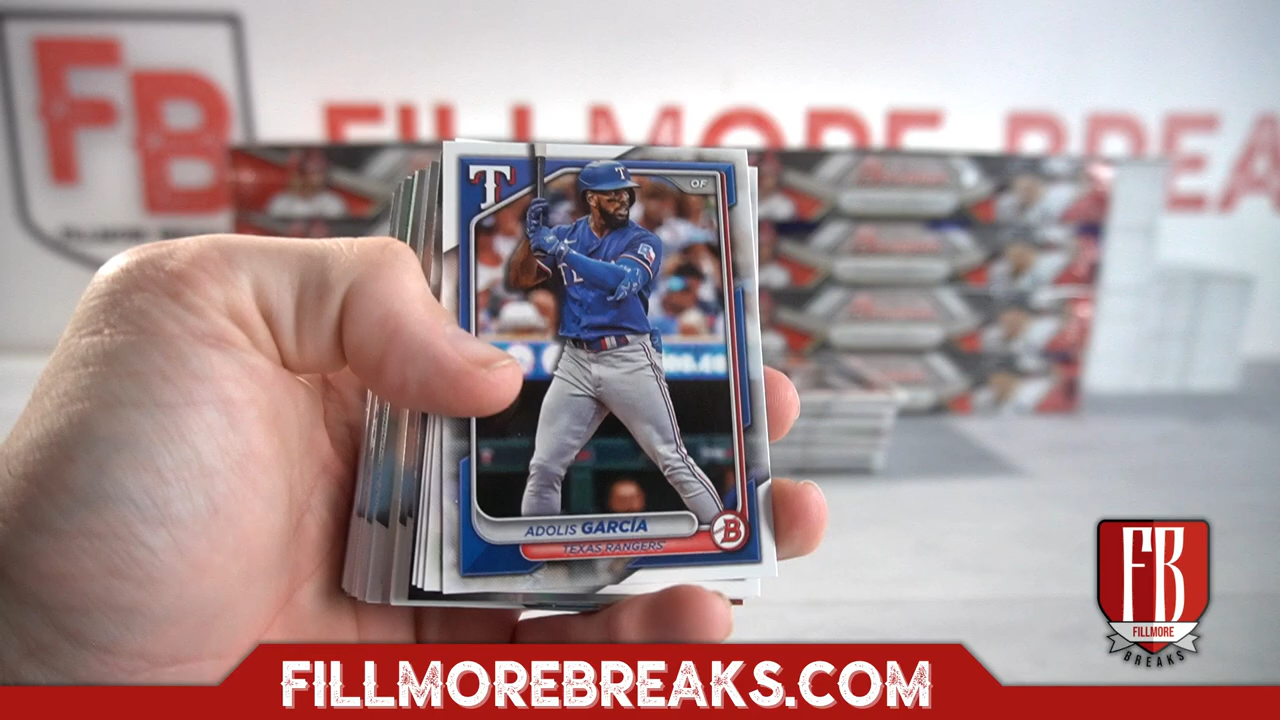 FB
FILLMORE BREA
T
T
OF
ADOLIS GARCÍA
TEXAS RANGERS
B
FB
FILLMORE
BREAKS
FILLMOREBREAKS.COM